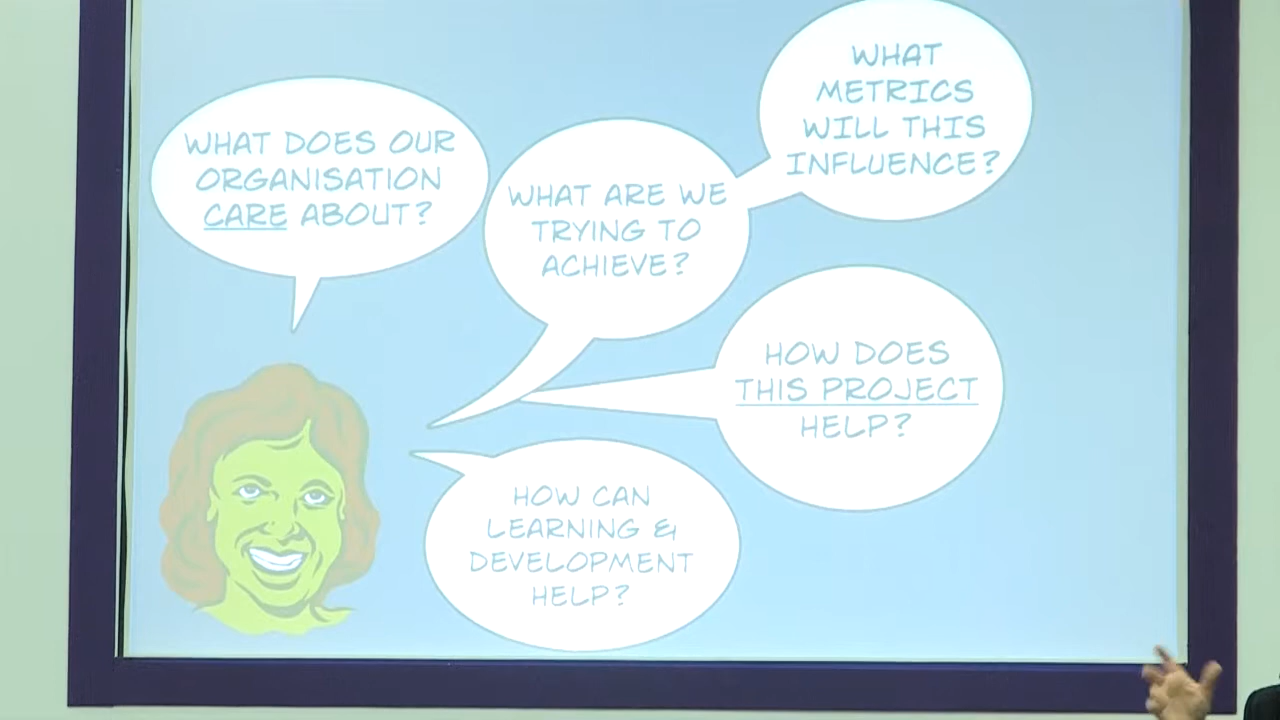 WHAT DOES OUR
ORGANISATION
CARE ABOUT?
WHAT ARE WE
TRYING TO
ACHIEVE?
WHAT
METRICS
WILL THIS
INFLUENCE?
HOW DOES
THIS PROJECT
HELP?
HOW CAN
LEARNING &
DEVELOPMENT
HELP?